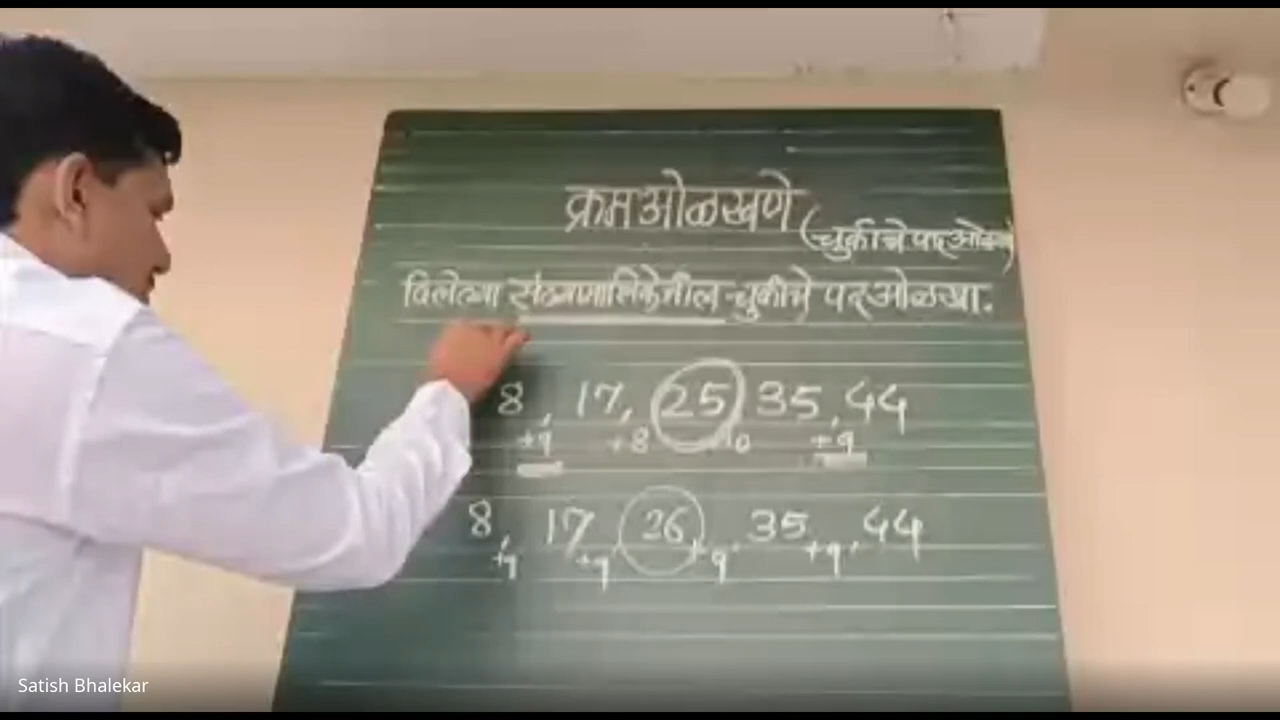 क्रम ओळखणे
(चुकीचे पद ओळखा)
दिलेल्या संख्यामालिकेतील चुकीचे पद ओळखा.
8, 17, 25, 35, 44
+9 +8 +10 +9
8, 17, 26, 35, 44
+9 +9 +9 +9
Satish Bhalekar